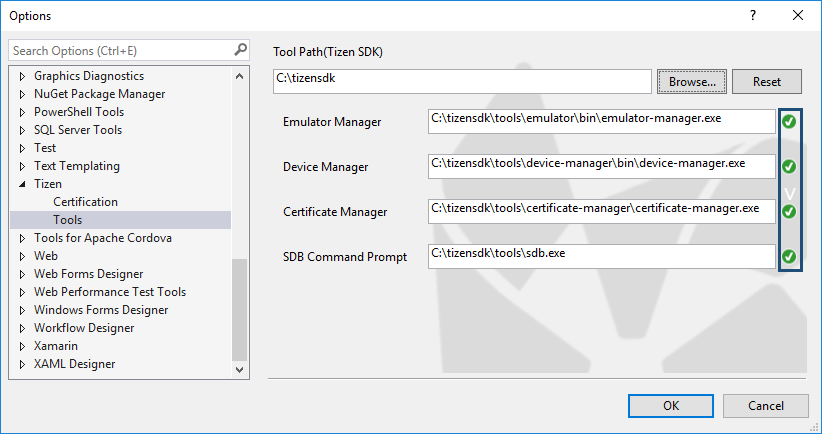 Options
?
Search Options (Ctrl+E)
Graphics Diagnostics
NuGet Package Manager
PowerShell Tools
SQL Server Tools
Test
Text Templating
Tizen
Certification
Tools
Tools for Apache Cordova
Web
Web Forms Designer
Web Performance Test Tools
Windows Forms Designer
Workflow Designer
Xamarin
XAML Designer
Tool Path(Tizen SDK)
C:\tizensdk
Browse...
Reset
Emulator Manager
C:\tizensdk\tools\emulator\bin\emulator-manager.exe
Device Manager
C:\tizensdk\tools\device-manager\bin\device-manager.exe
V
Certificate Manager
C:\tizensdk\tools\certificate-manager\certificate-manager.exe
SDB Command Prompt
C:\tizensdk\tools\sdb.exe
OK
Cancel